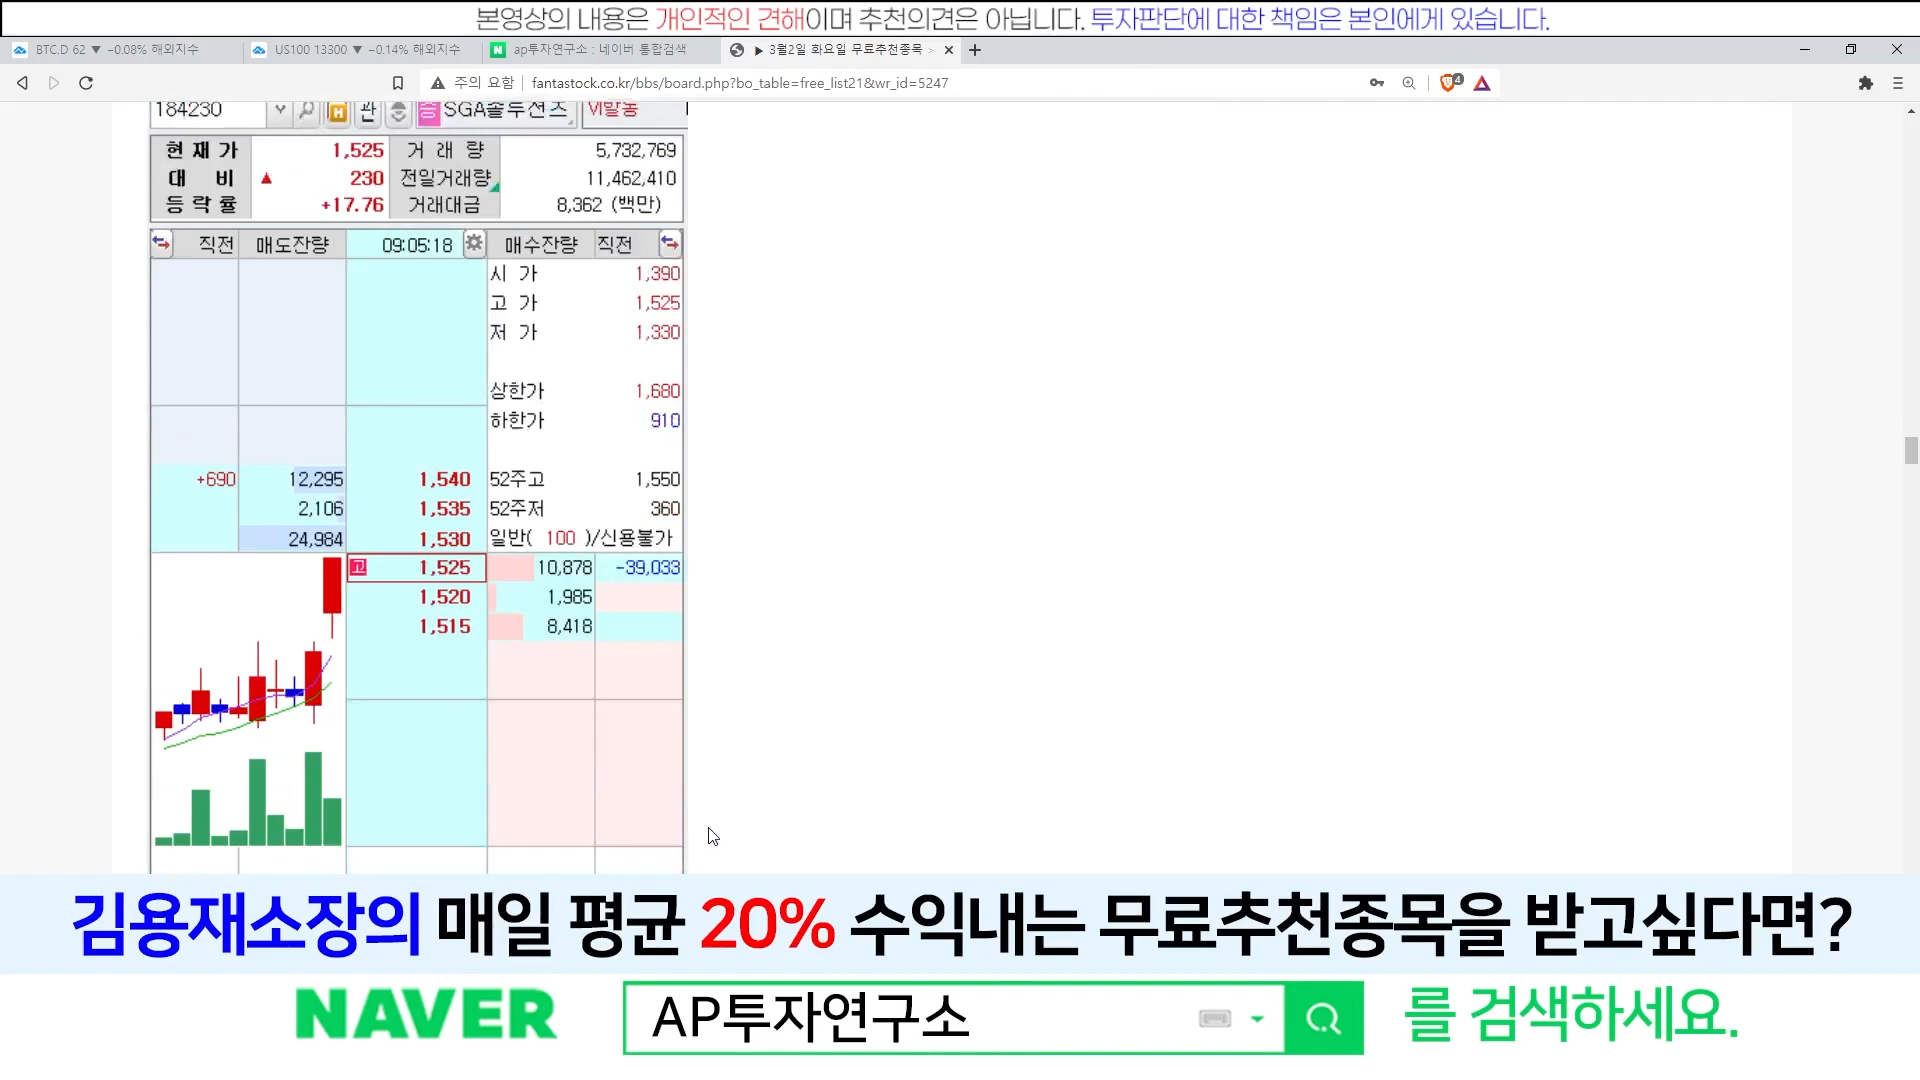 본영상의 내용은 개인적인 견해이며 추천의견은 아닙니다. 투자판단에 대한 책임은 본인에게 있습니다.
BTC.D 62 ▼ −0.08% 해외지수
US100 13300 ▼ −0.14% 해외지수
ap투자연구소 : 네이버 통합검색
▶ 3월2일 화요일 무료추천종목 >
주의 요함 fantastock.co.kr/bbs/board.php?bo_table=free_list21&wr_id=5247
184230 관 증 SGA솔루션즈 VI발동
현재가 1,525 거래량 5,732,769
대비 ▲ 230 전일거래량 11,462,410
등락률 +17.76 거래대금 8,362 (백만)
직전 매도잔량 09:05:18 매수잔량 직전
시가 1,390
고가 1,525
저가 1,330
상한가 1,680
하한가 910
+690 12,295 1,540 52주고 1,550
2,106 1,535 52주저 360
24,984 1,530 일반( 100 )/신용불가
고 1,525 10,878 -39,033
1,520 1,985
1,515 8,418
김용재소장의 매일 평균 20% 수익내는 무료추천종목을 받고싶다면?
NAVER AP투자연구소 를 검색하세요.